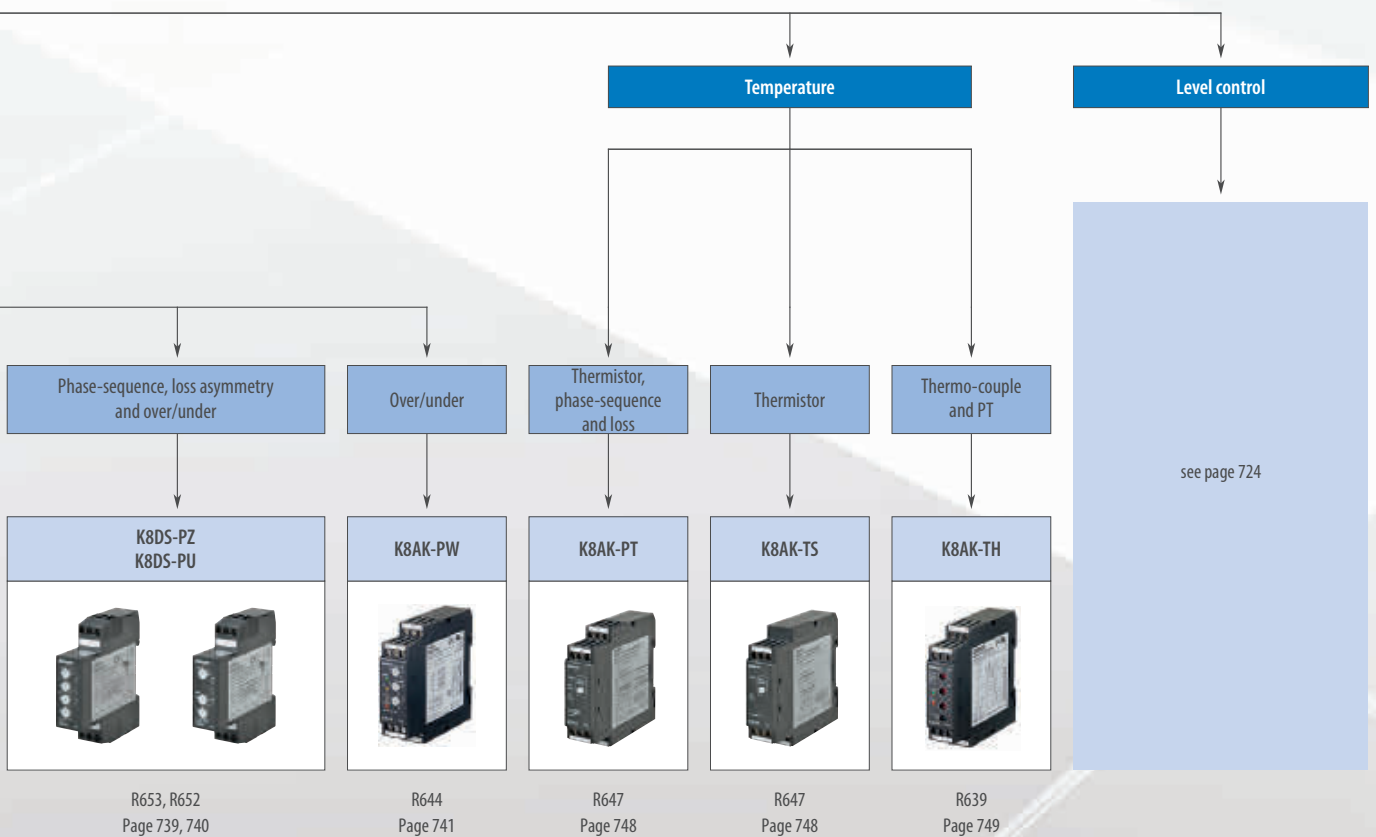 Temperature
Level control
Phase-sequence, loss asymmetry
and over/under
Over/under
Thermistor,
phase-sequence
and loss
Thermistor
Thermo-couple
and PT
see page 724
K8DS-PZ
K8DS-PU
K8AK-PW
K8AK-PT
K8AK-TS
K8AK-TH
R653, R652
Page 739, 740
R644
Page 741
R647
Page 748
R647
Page 748
R639
Page 749